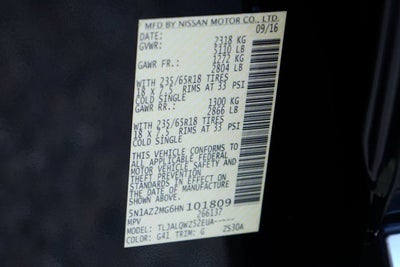 MFD BY NISSAN MOTOR CO., LTD.
DATE: 09/16
GVWR: 2318 KG
5110 LB
GAWR FR.: 1272 KG
2804 LB
WITH 235/65R18 TIRES
18 X 7.5 RIMS AT 33 PSI
COLD SINGLE
GAWR RR.: 1300 KG
2866 LB
WITH 235/65R18 TIRES
18 X 7.5 RIMS AT 33 PSI
COLD SINGLE
THIS VEHICLE CONFORMS TO
ALL APPLICABLE FEDERAL
MOTOR VEHICLE SAFETY AND
THEFT PREVENTION
STANDARDS IN EFFECT ON
THE DATE OF MANUFACTURE
SHOWN ABOVE.
5N1AZ2MG6HN101809
MPV 266137
MODEL: TLJALQWZ52EUA-----
COLOR: G41 TRIM: G Z530A